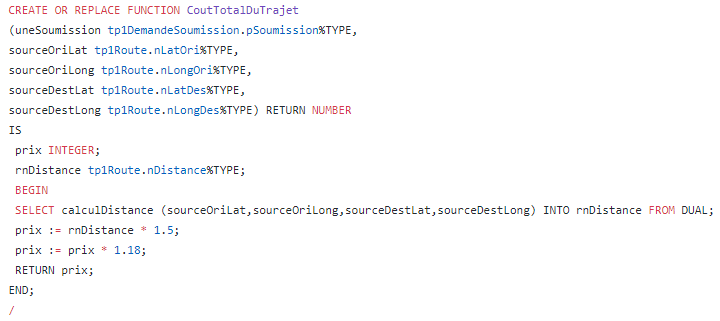 CREATE OR REPLACE FUNCTION CoutTotalDuTrajet
(uneSoumission tp1DemandeSoumission.pSoumission%TYPE,
sourceOriLat tp1Route.nLatOri%TYPE,
sourceOriLong tp1Route.nLongOri%TYPE,
sourceDestLat tp1Route.nLatDes%TYPE,
sourceDestLong tp1Route.nLongDes%TYPE) RETURN NUMBER
IS
prix INTEGER;
rnDistance tp1Route.nDistance%TYPE;
BEGIN
SELECT calculDistance (sourceOriLat,sourceOriLong,sourceDestLat,sourceDestLong) INTO rnDistance FROM DUAL;
prix := rnDistance * 1.5;
prix := prix * 1.18;
RETURN prix;
END;
/